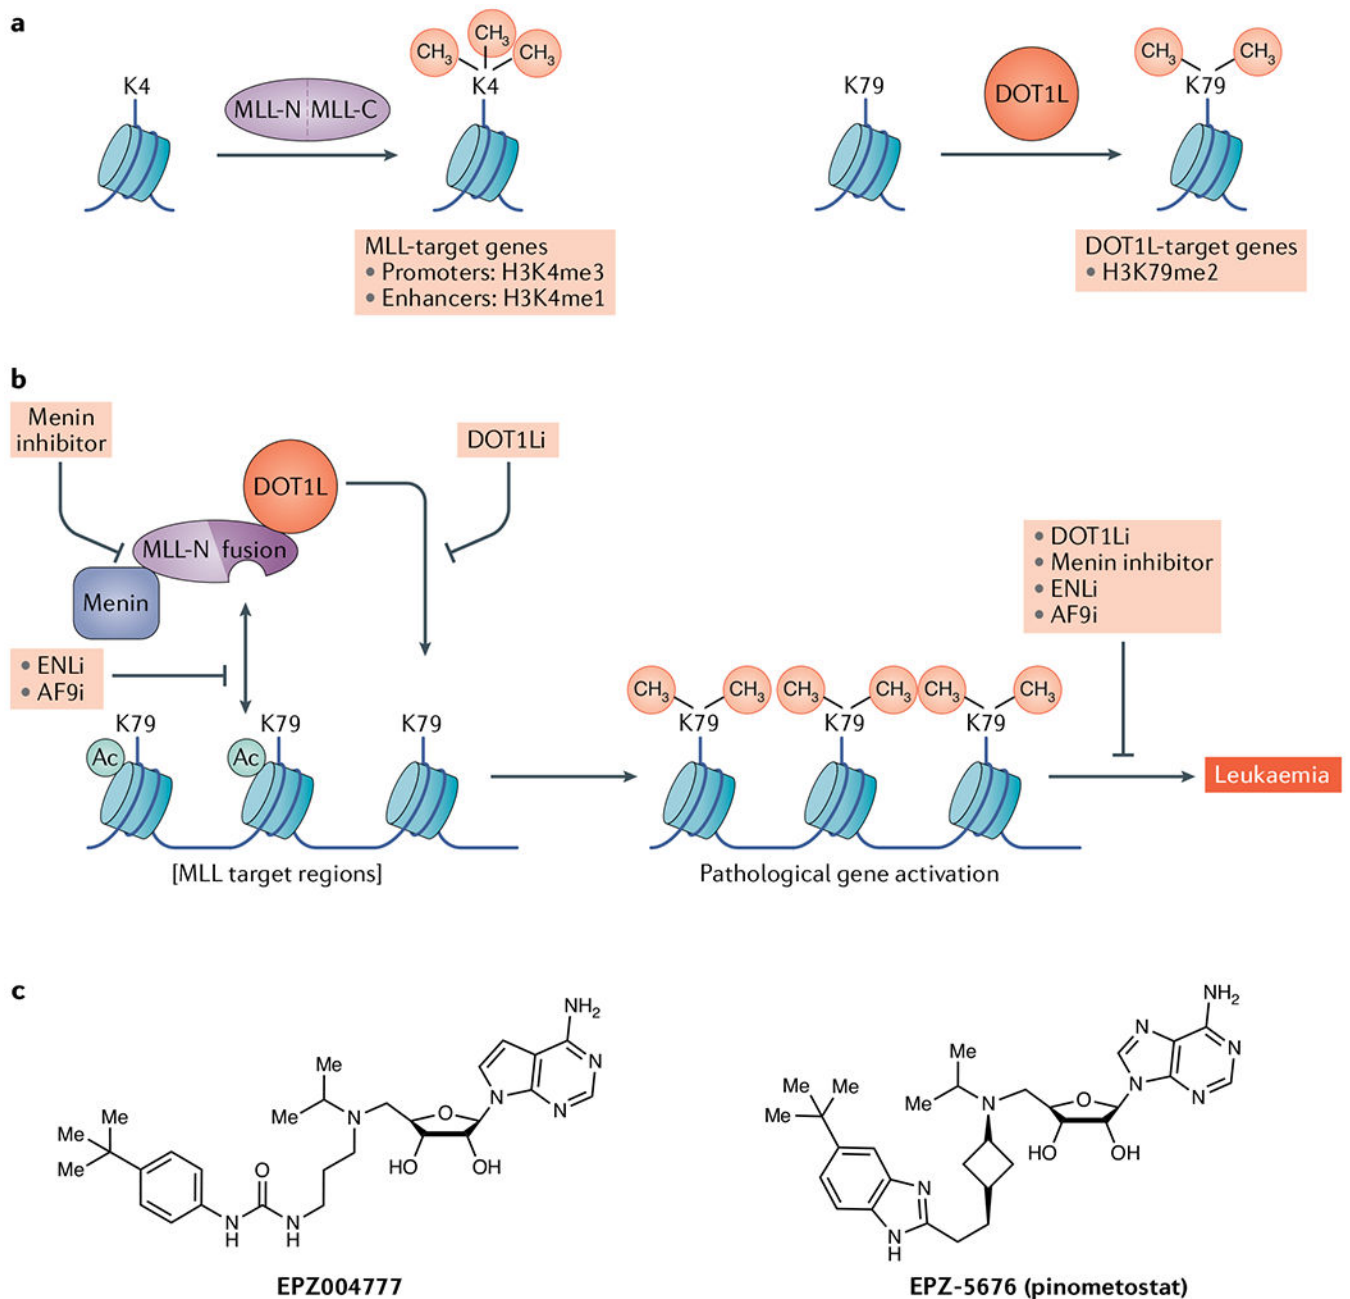 a
K4
MLL-N MLL-C
CH3 CH3 CH3
K4
MLL-target genes
• Promoters: H3K4me3
• Enhancers: H3K4me1
K79
DOT1L
CH3 CH3
K79
DOT1L-target genes
• H3K79me2
b
Menin
inhibitor
DOT1L
DOT1Li
MLL-N fusion
Menin
• ENLi
• AF9i
K79 K79 K79
Ac Ac
[MLL target regions]
CH3 CH3 CH3 CH3 CH3 CH3
K79 K79 K79
Pathological gene activation
• DOT1Li
• Menin inhibitor
• ENLi
• AF9i
Leukaemia
c
NH2
N
N
N
Me
Me
N
O
HO OH
Me
Me
Me
O
N
H
N
H
EPZ004777
NH2
N
N
N
N
Me
Me
N
O
HO OH
Me
Me
Me
N
N
H
EPZ-5676 (pinometostat)